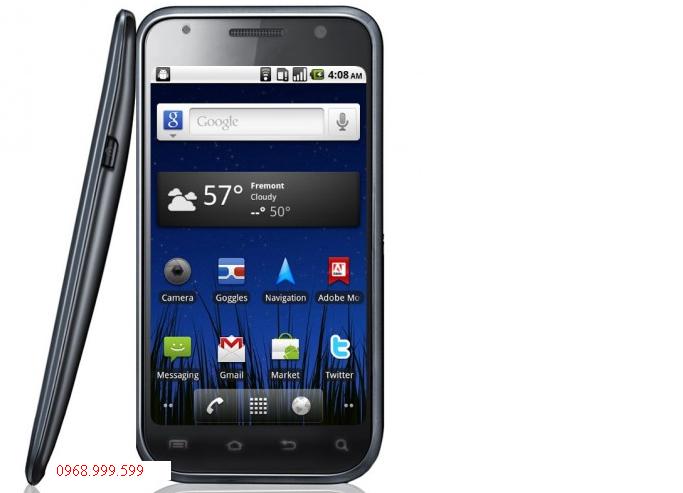 4:08 AM
g Google
57° Fremont
Cloudy
--° 50°
Camera Goggles Navigation Adobe Mo
Messaging Gmail Market Twitter
0968.999.599